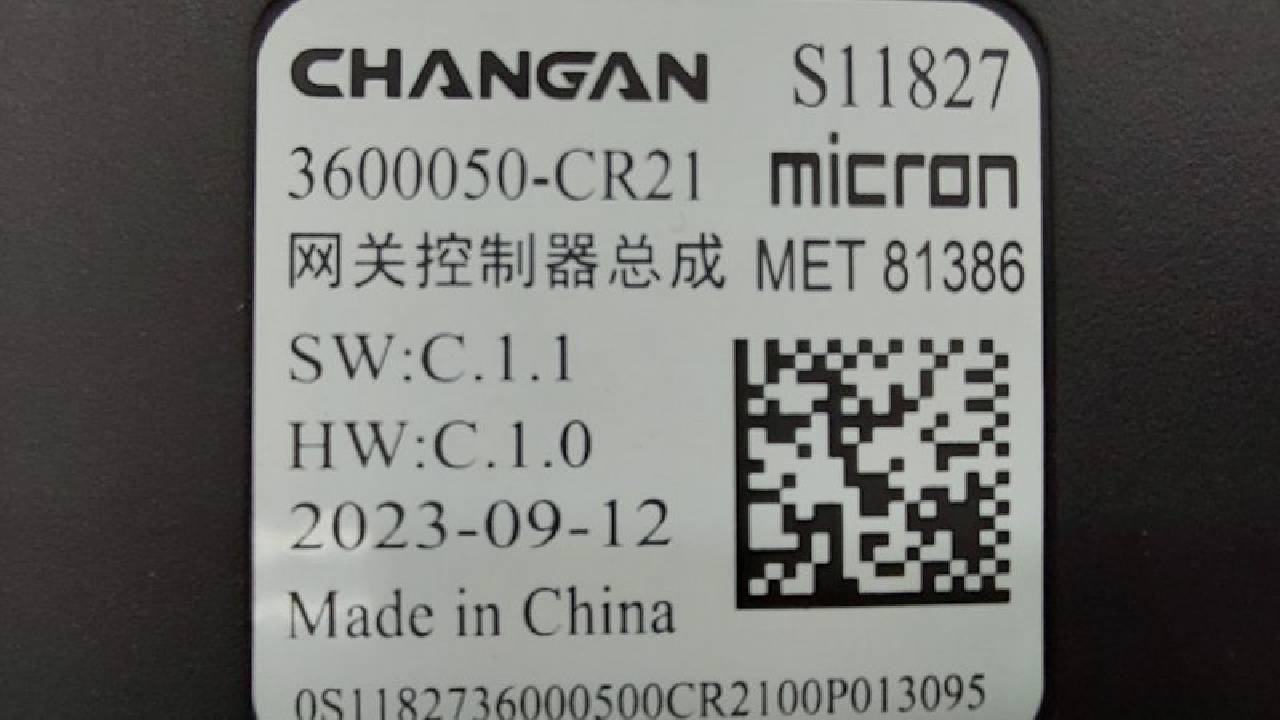 CHANGAN S11827
3600050-CR21 micron
网关控制器总成 MET 81386
SW:C.1.1
HW:C.1.0
2023-09-12
Made in China
0S1182736000500CR2100P013095